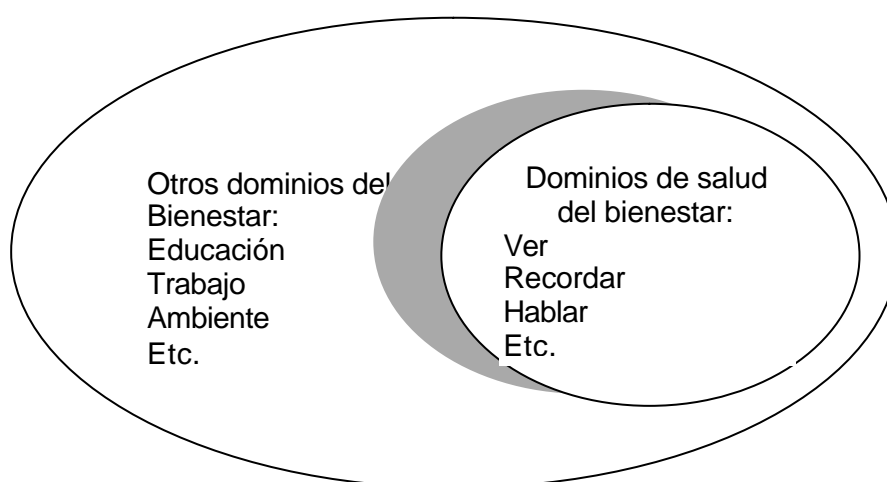 Otros dominios del
Bienestar:
Educación
Trabajo
Ambiente
Etc.
Dominios de salud
del bienestar:
Ver
Recordar
Hablar
Etc.